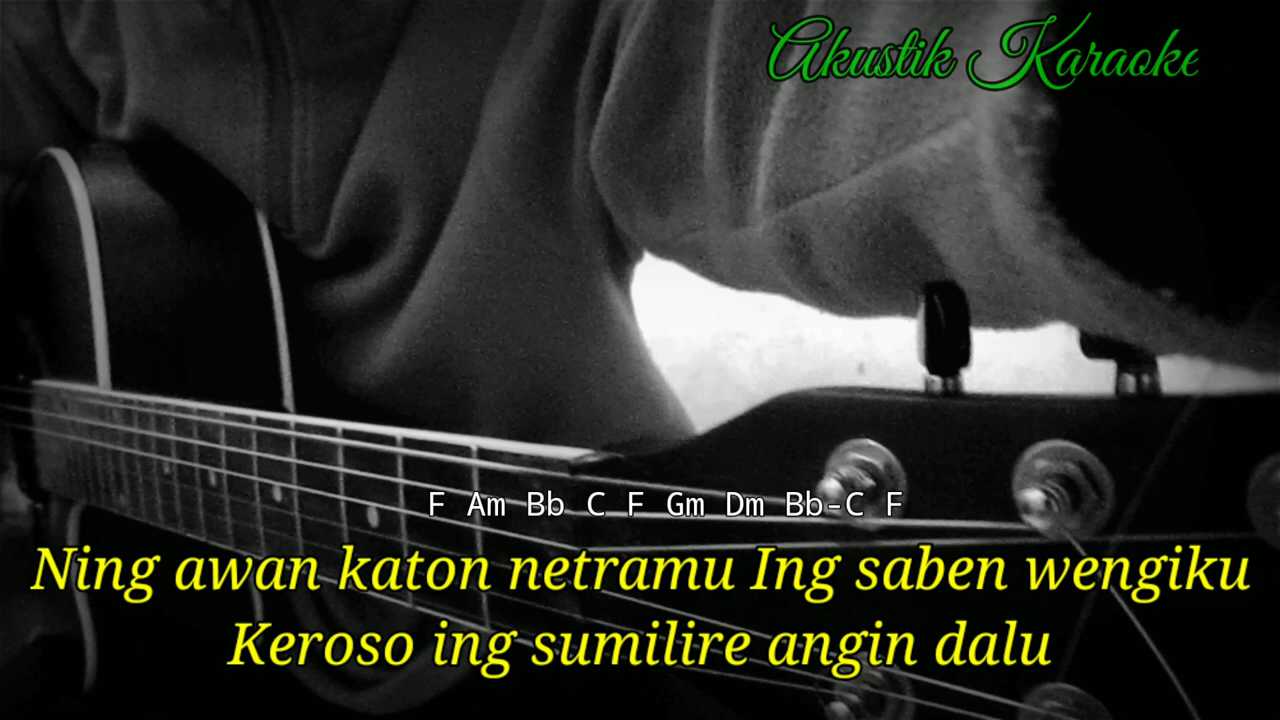 Akustik Karaoke
F Am Bb C F Gm Dm Bb-C F
Ning awan katon netramu Ing saben wengiku
Keroso ing sumilire angin dalu